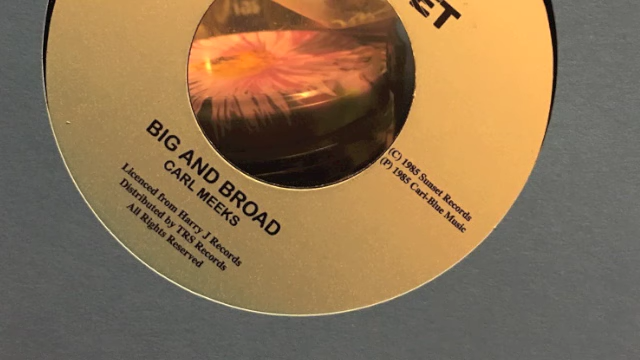 BIG AND BROAD
CARL MEEKS
Licenced from Harry J Records
Distributed by TRS Records
All Rights Reserved
(C) 1985 Sunset Records
(P) 1985 Cari-Blue Music